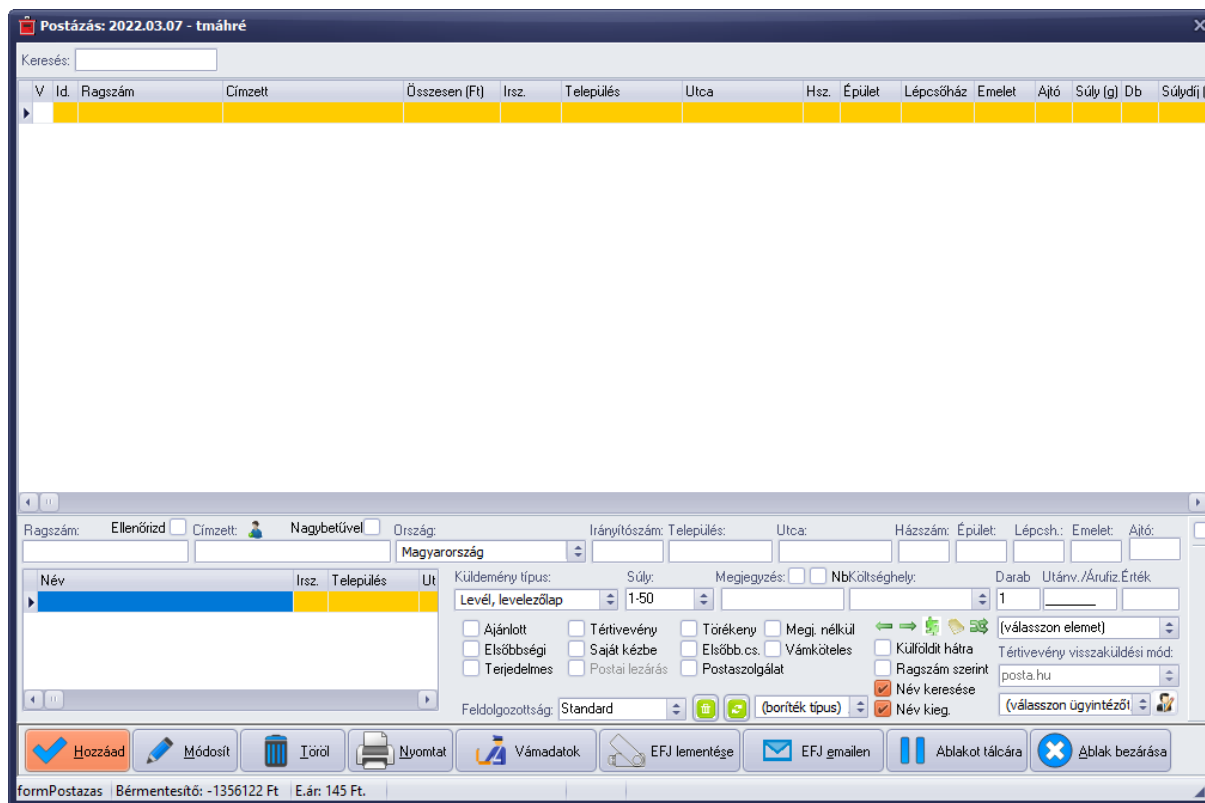 Postázás: 2022.03.07 - tmáhré
Keresés:
V Id. Ragszám Címzett Összesen (Ft) Irsz. Település Utca Hsz. Épület Lépcsőház Emelet Ajtó Súly (g) Db Súlydíj (
Ragszám: Ellenőrizd Címzett: Nagybetűvel Ország: Irányítószám: Település: Utca: Házszám: Épület: Lépcsh.: Emelet: Ajtó:
Magyarország
Név Irsz. Település Ut
Küldemény típus: Súly: Megjegyzés: Nb Költséghely: Darab Utánv./Árufiz. Érték
Levél, levelezőlap 1-50 1 _______
Ajánlott Tértivevény Törékeny Megj. nélkül (válasszon elemet)
Elsőbbségi Saját kézbe Elsőbb.cs. Vámköteles Külföldit hátra Tértivevény visszaküldési mód:
Terjedelmes Postai lezárás Postaszolgálat Ragszám szerint posta.hu
Név keresése
Feldolgozottság: Standard (boríték típus) Név kieg. (válasszon ügyintézőt
Hozzáad Módosít Töröl Nyomtat Vámadatok EFJ lementése EFJ emailen Ablakot tálcára Ablak bezárása
formPostazas Bérmentesítő: -1356122 Ft E.ár: 145 Ft.